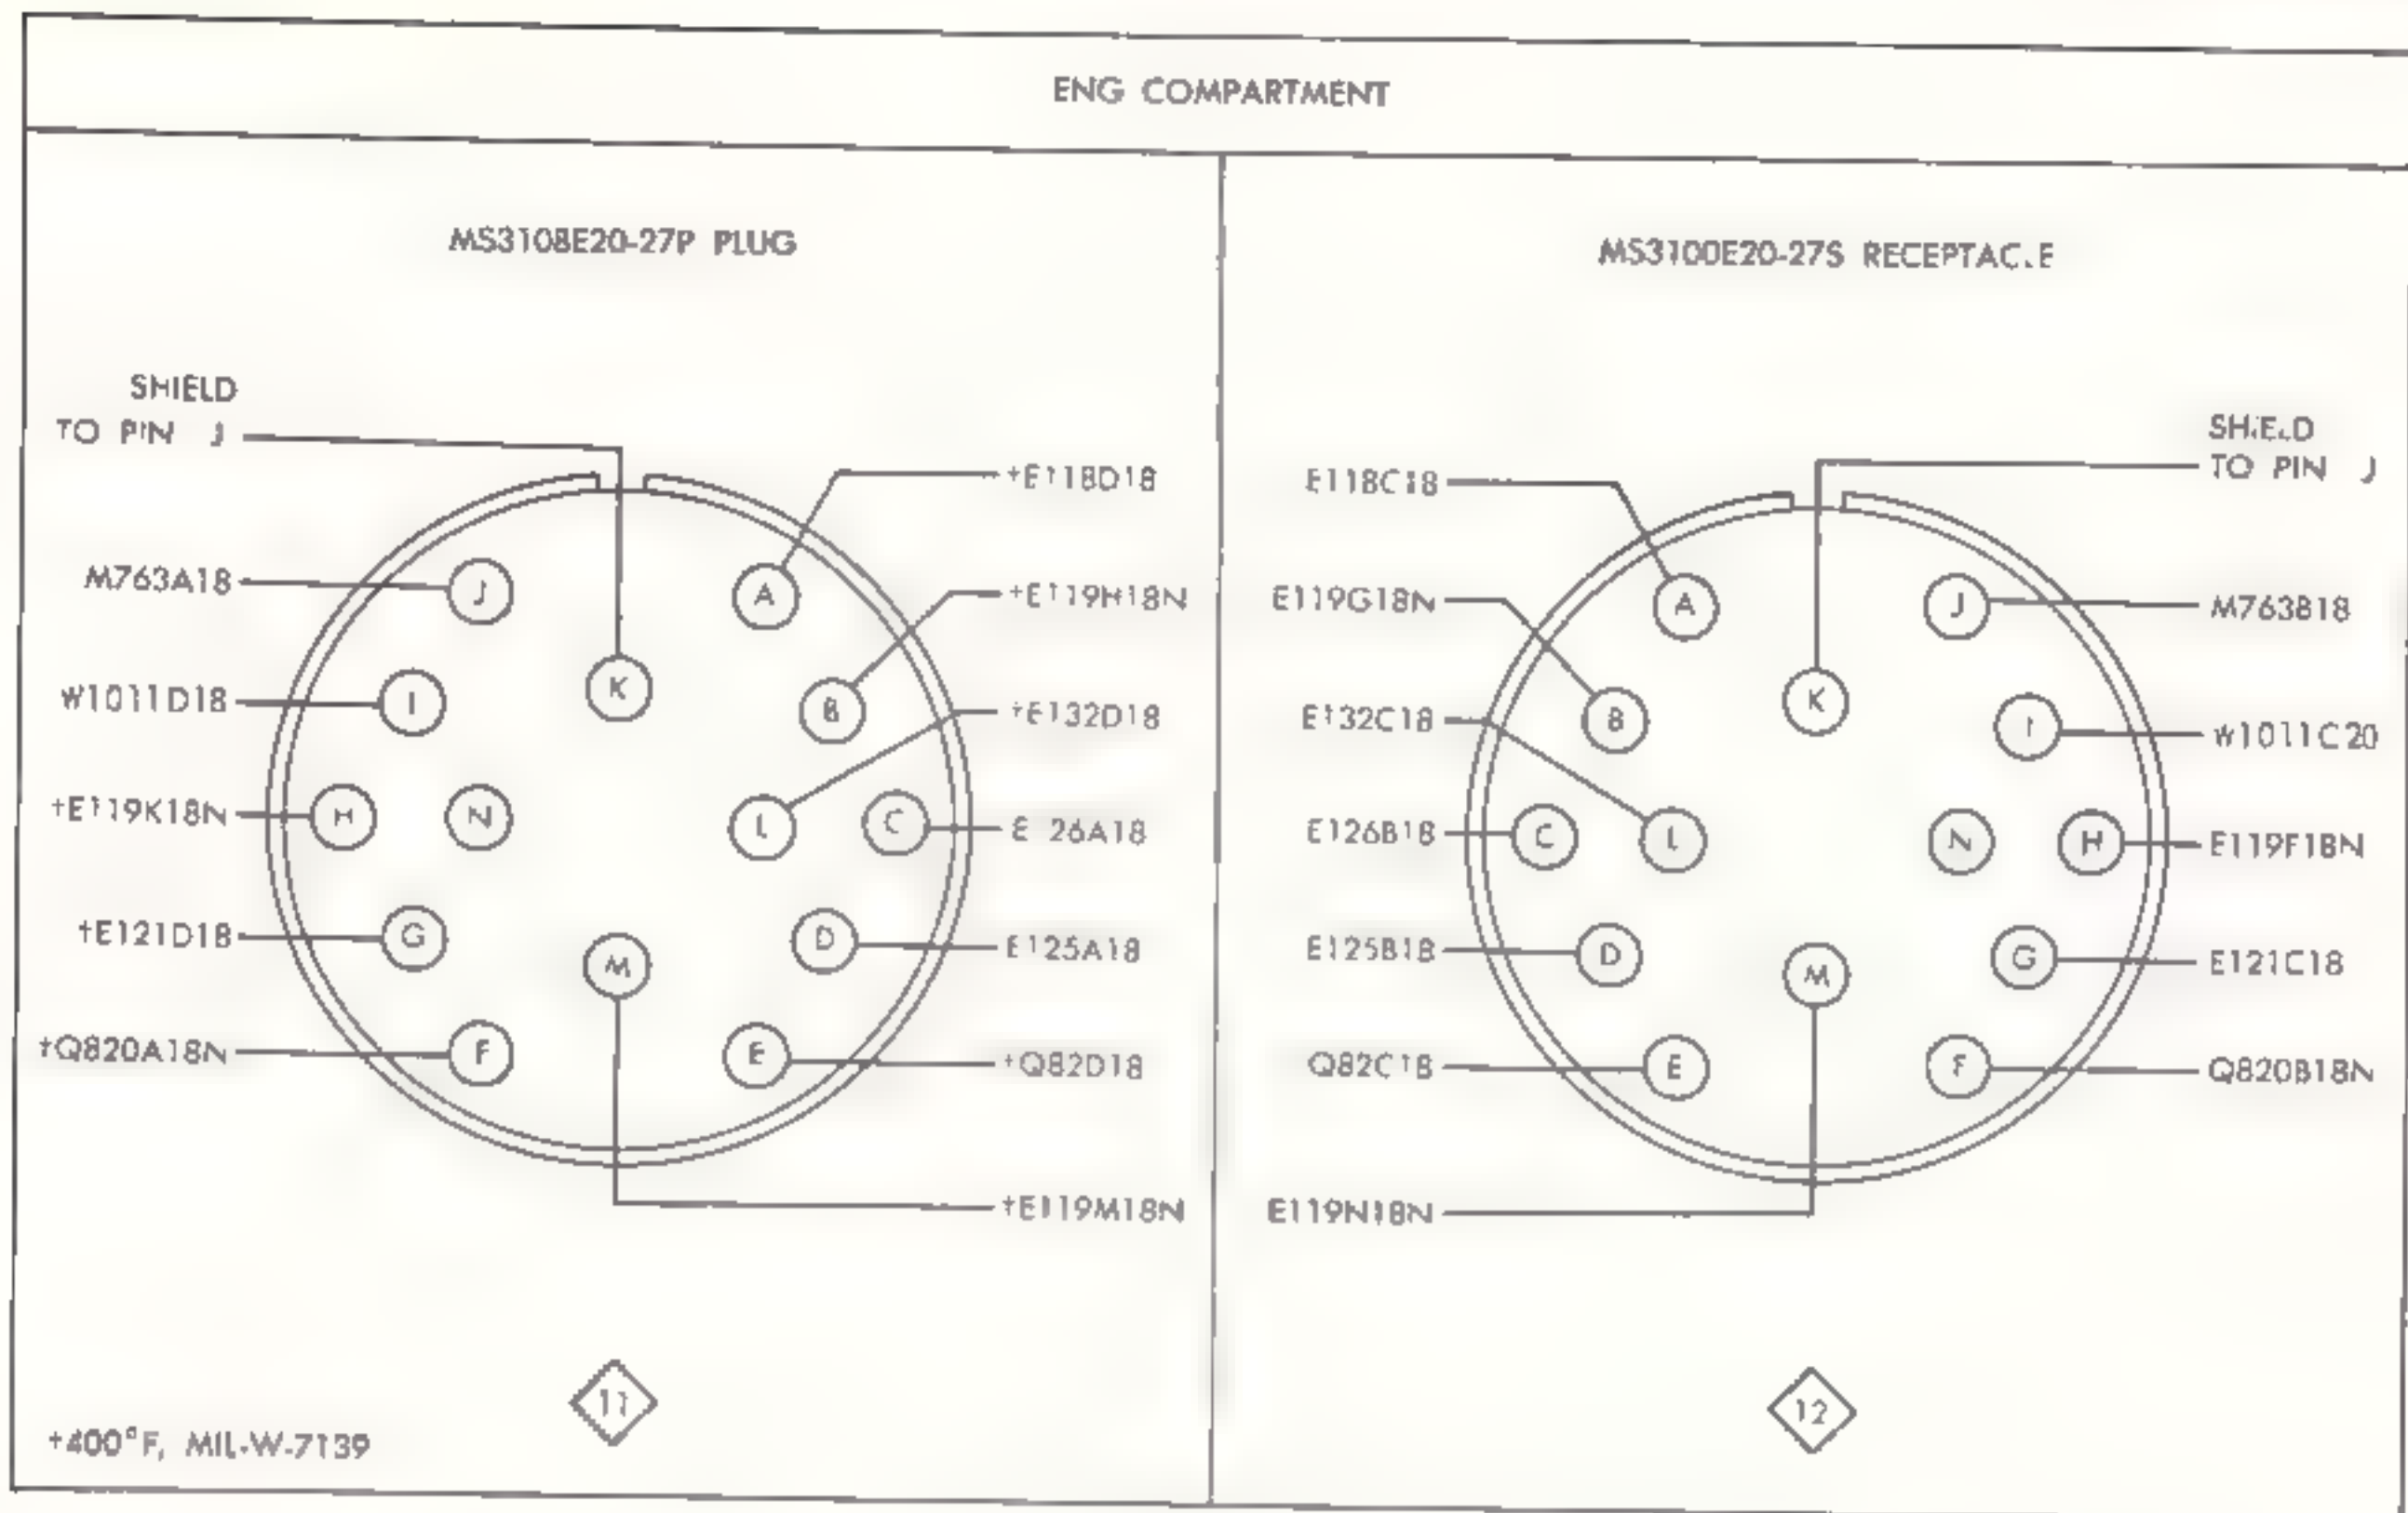 ENG COMPARTMENT
MS3108E20-27P PLUG
SHIELD
TO PIN J
M763A18
W1011D18
†E119K18N
†E121D18
†Q820A18N
J
I
H
N
G
F
K
M
A
B
L
C
D
E
†E118D18
†E119H18N
†E132D18
E 26A18
E125A18
†Q82D18
†E119M18N
11
†400°F, MIL-W-7139
MS3100E20-27S RECEPTAC.E
E118C18
E119G18N
E132C18
E126B18
E125B18
Q82C18
E119N18N
A
B
C
L
D
E
K
M
J
I
N
H
G
F
SHIELD
TO PIN J
M763B18
W1011C20
E119F18N
E121C18
Q820B18N
12